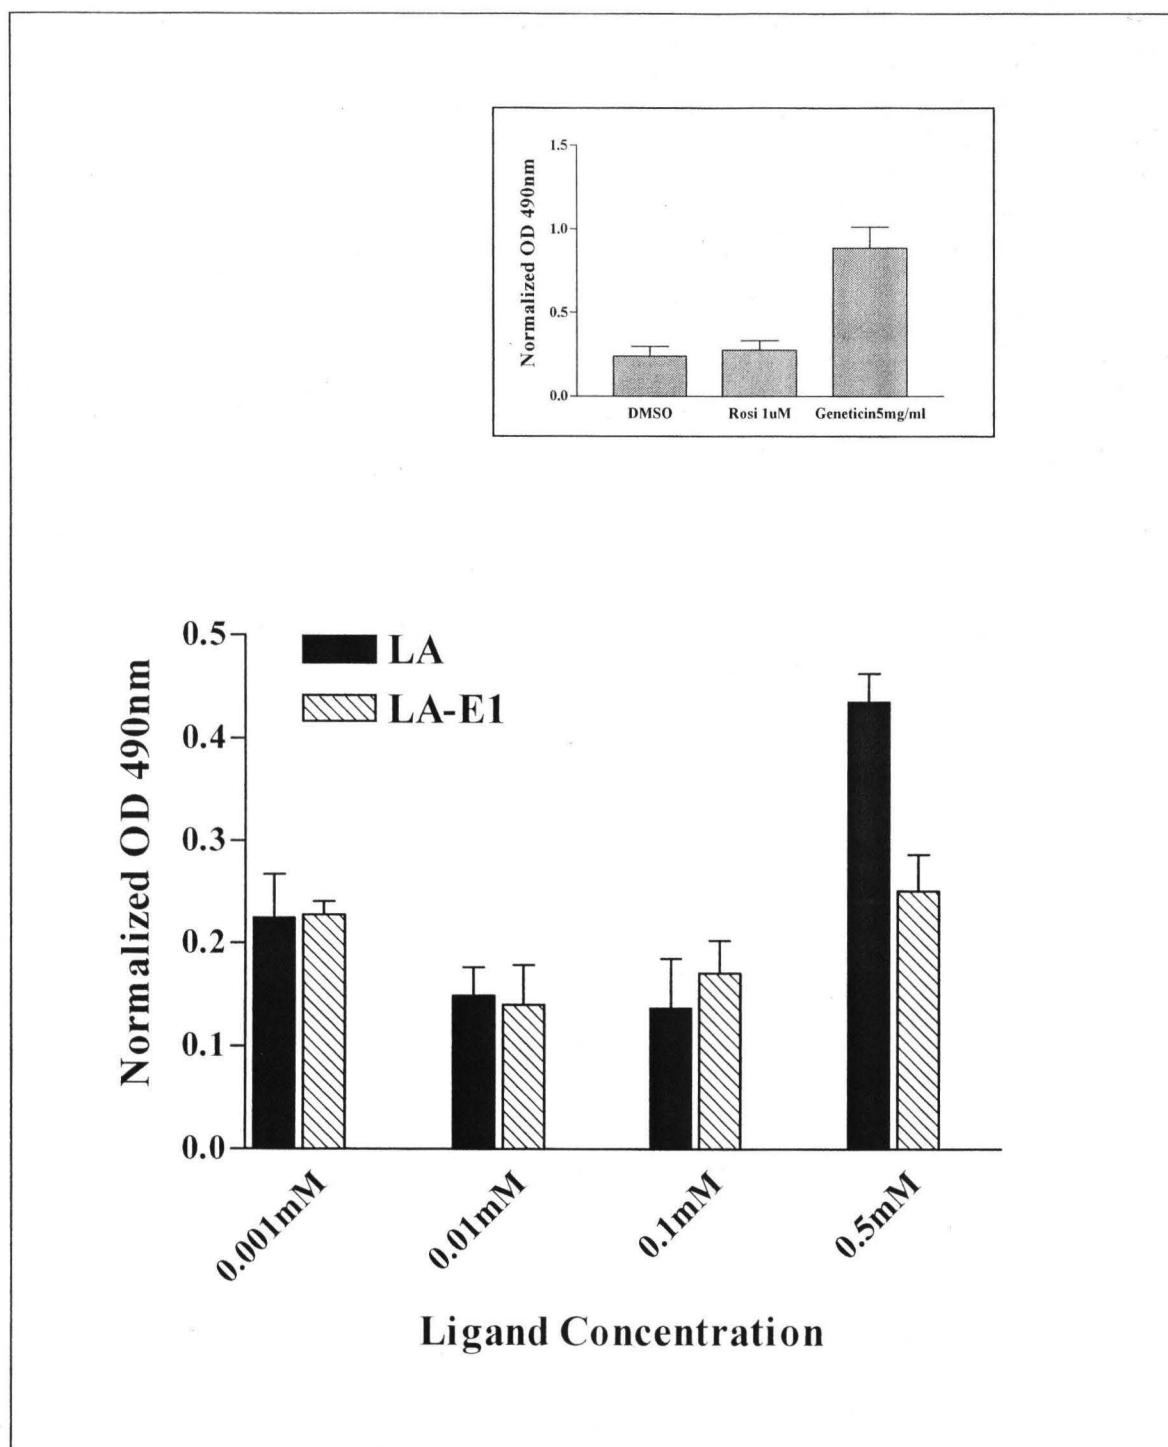 Normalized OD 490nm
1.5
1.0
0.5
0.0
DMSO
Rosi 1uM
Geneticin5mg/ml
Normalized OD 490nm
0.5
0.4
0.3
0.2
0.1
0.0
LA
LA-E1
0.001mM
0.01mM
0.1mM
0.5mM
Ligand Concentration